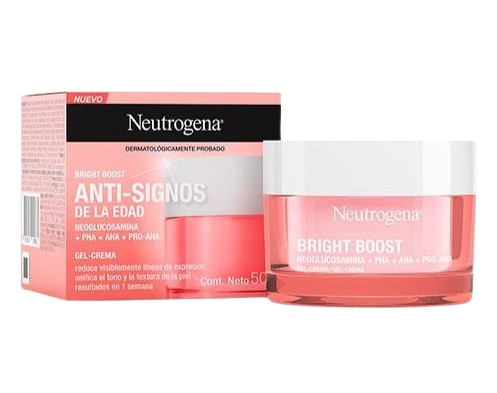 NUEVO
Neutrogena®
DERMATOLÓGICAMENTE PROBADO
BRIGHT BOOST
ANTI-SIGNOS
DE LA EDAD
NEOGLUCOSAMINA
+ PHA + AHA + PRO-AHA
GEL-CREMA
reduce visiblemente líneas de expresión
unifica el tono y la textura de la piel
resultados en 1 semana
Cont. Neto 50
Neutrogena®
BRIGHT BOOST
NEOGLUCOSAMINA + PHA + AHA + PRO-AHA
GEL-CREAM / GEL-CREMA